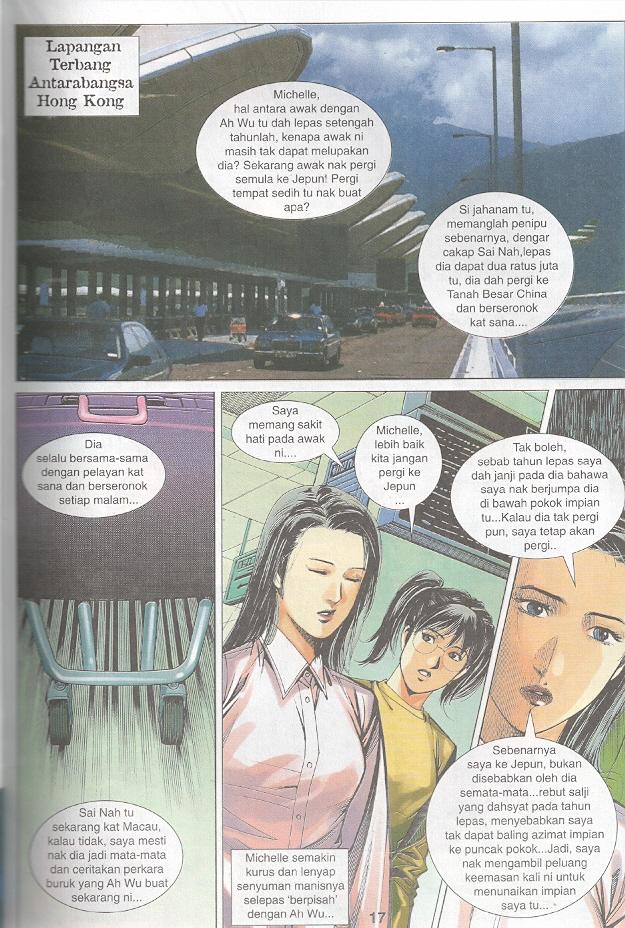 Lapangan
Terbang
Antarabangsa
Hong Kong
Michelle,
hal antara awak dengan
Ah Wu tu dah lepas setengah
tahunlah, kenapa awak ni
masih tak dapat melupakan
dia? Sekarang awak nak pergi
semula ke Jepun! Pergi
tempat sedih tu nak buat
apa?
Si jahanam tu,
memanglah penipu
sebenarnya, dengar
cakap Sai Nah,lepas
dia dapat dua ratus juta
tu, dia dah pergi ke
Tanah Besar China
dan berseronok
kat sana....
Dia
selalu bersama-sama
dengan pelayan kat
sana dan berseronok
setiap malam...
Sai Nah tu
sekarang kat Macau,
kalau tidak, saya mesti
nak dia jadi mata-mata
dan ceritakan perkara
buruk yang Ah Wu buat
sekarang ni...
Saya
memang sakit
hati pada awak
ni....
Michelle,
lebih baik
kita jangan
pergi ke
Jepun
...
Tak boleh,
sebab tahun lepas saya
dah janji pada dia bahawa
saya nak berjumpa dia
di bawah pokok impian
tu...Kalau dia tak pergi
pun, saya tetap akan
pergi..
Sebenarnya
saya ke Jepun, bukan
disebabkan oleh dia
semata-mata...rebut salji
yang dahsyat pada tahun
lepas, menyebabkan saya
tak dapat baling azimat impian
ke puncak pokok...Jadi, saya
nak mengambil peluang
keemasan kali ni untuk
menunaikan impian
saya tu...
Michelle semakin
kurus dan lenyap
senyuman manisnya
selepas 'berpisah'
dengan Ah Wu...
17